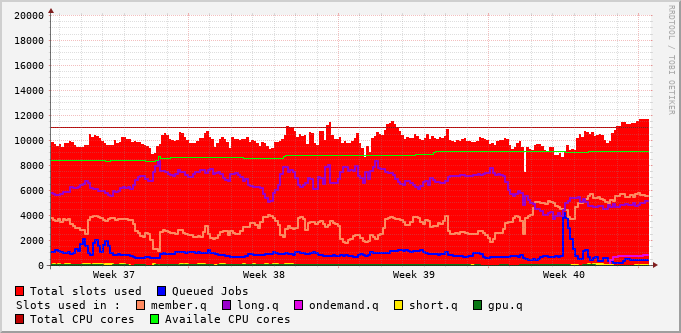 20000
18000
16000
14000
12000
10000
8000
6000
4000
2000
0
Week 37 Week 38 Week 39 Week 40
Total slots used Queued Jobs
Slots used in : member.q long.q ondemand.q short.q gpu.q
Total CPU cores Availale CPU cores
RRDTOOL / TOBI OETIKER